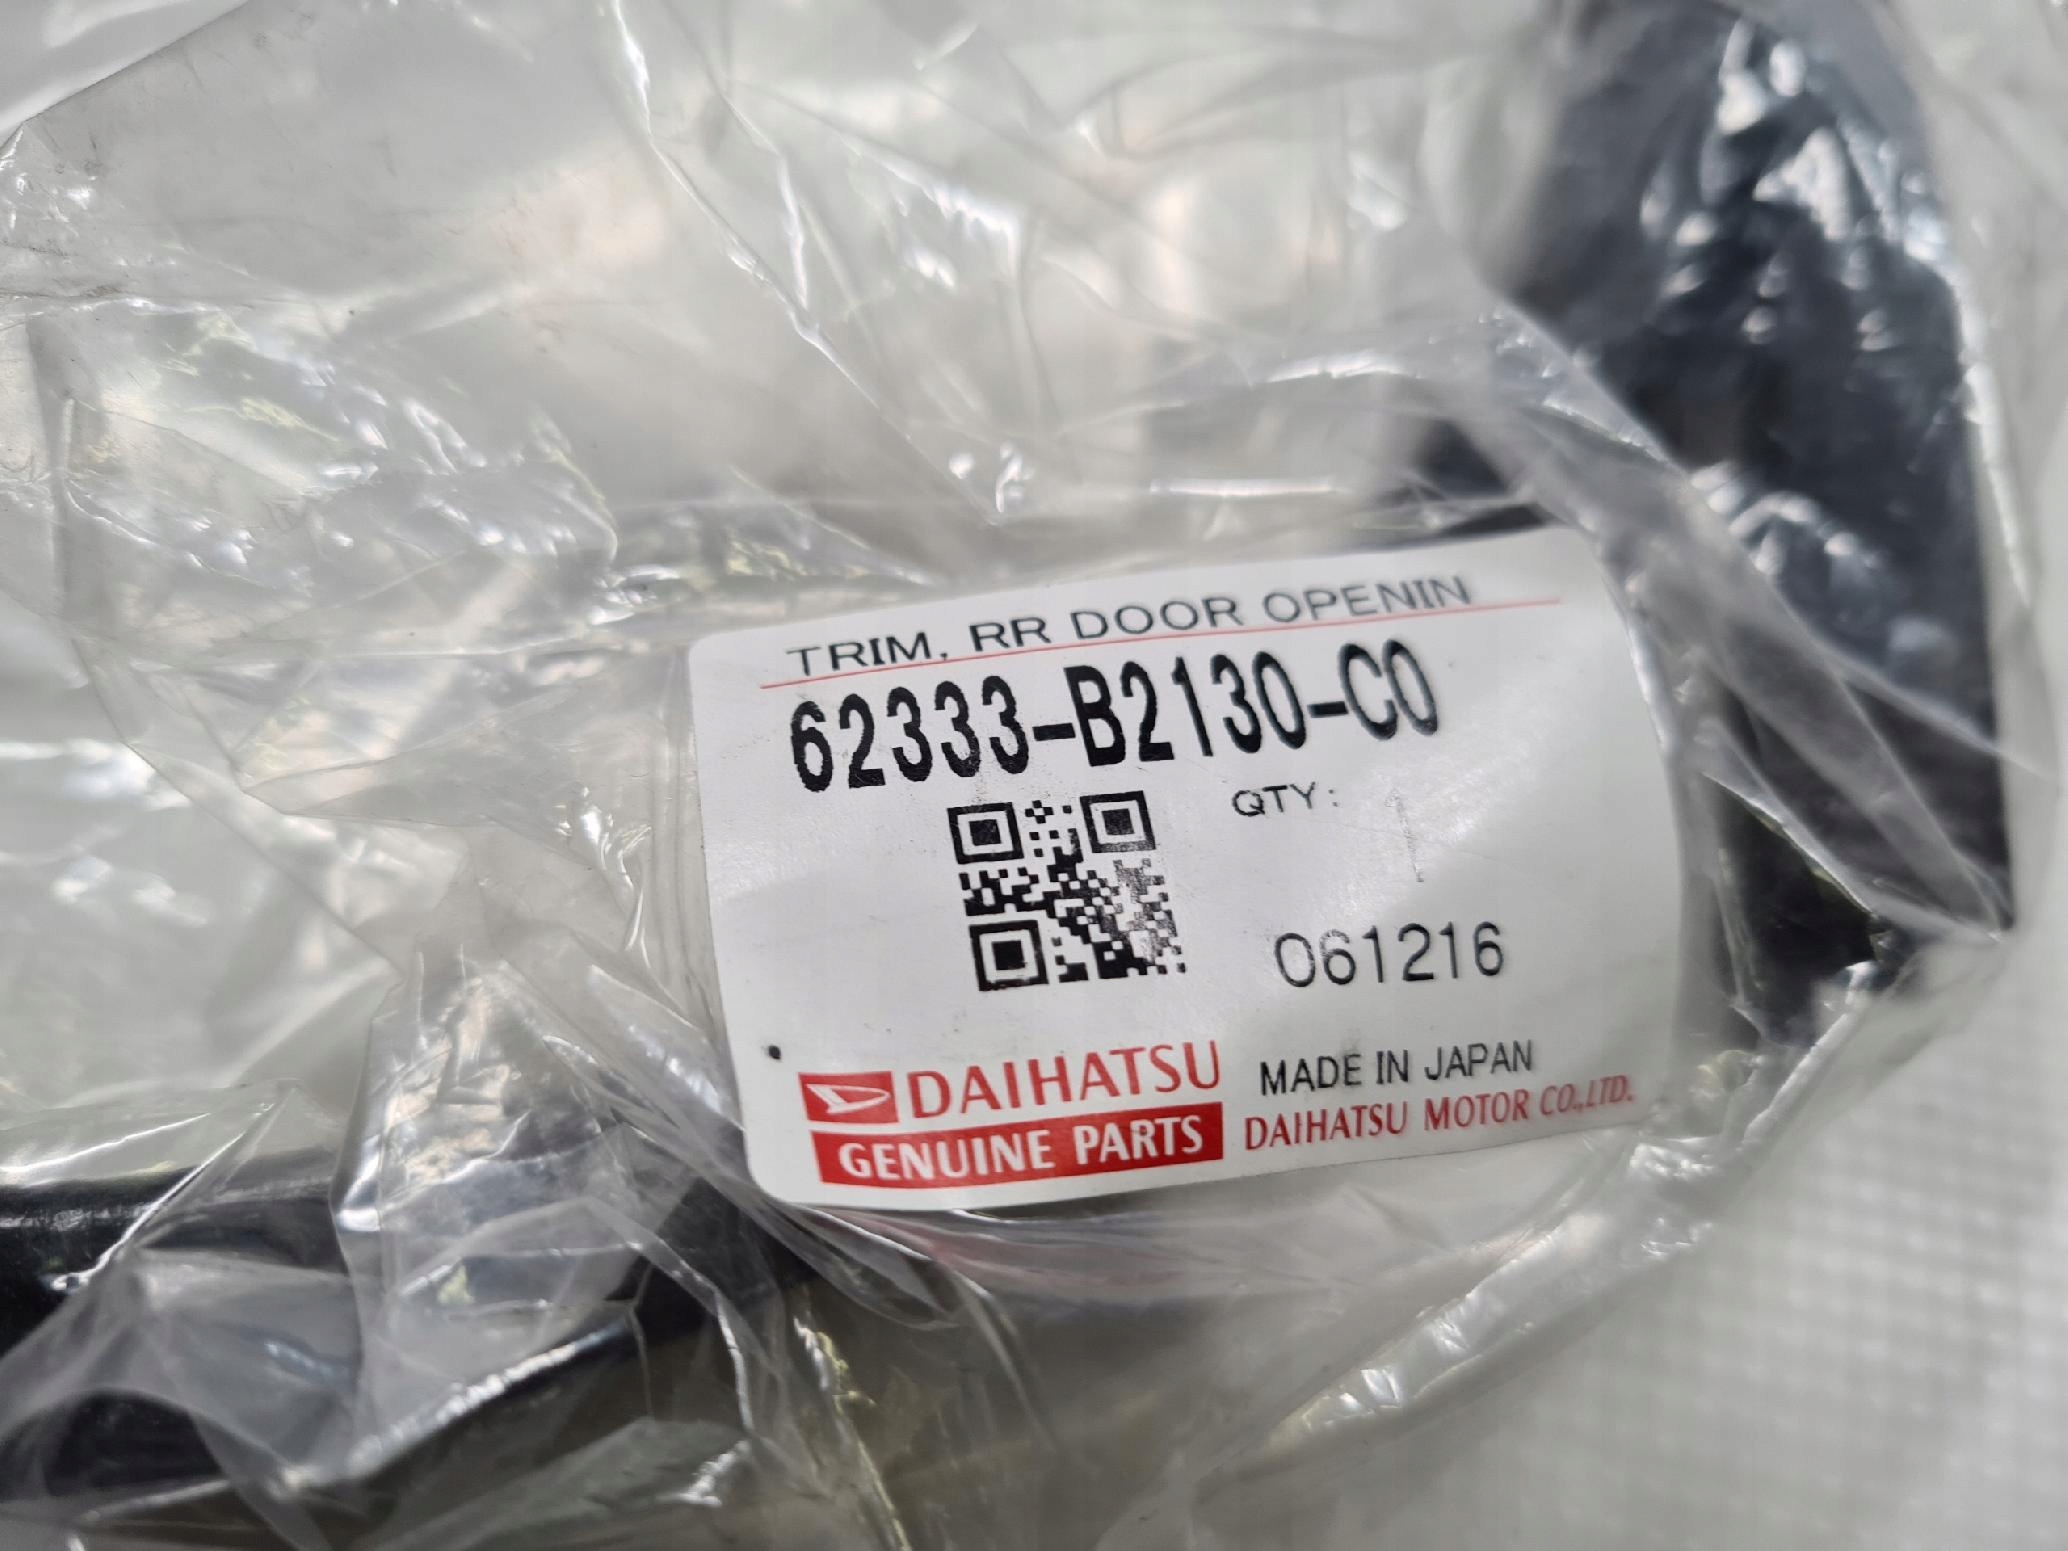 TRIM, RR DOOR OPENIN
62333-B2130-C0
QTY: 1
061216
DAIHATSU
GENUINE PARTS
MADE IN JAPAN
DAIHATSU MOTOR CO.,LTD.